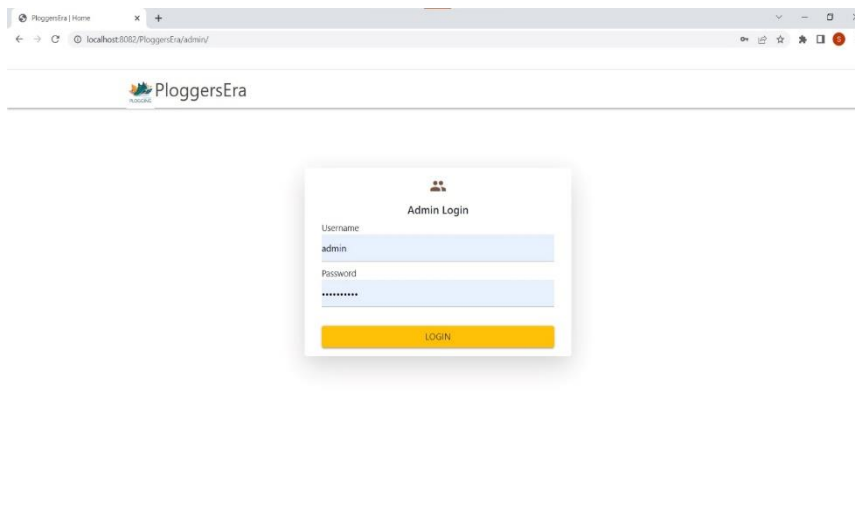 PloggersEra | Home
localhost:8082/PloggersEra/admin/
PloggersEra
Admin Login
Username
admin
Password
••••••••••
LOGIN
S